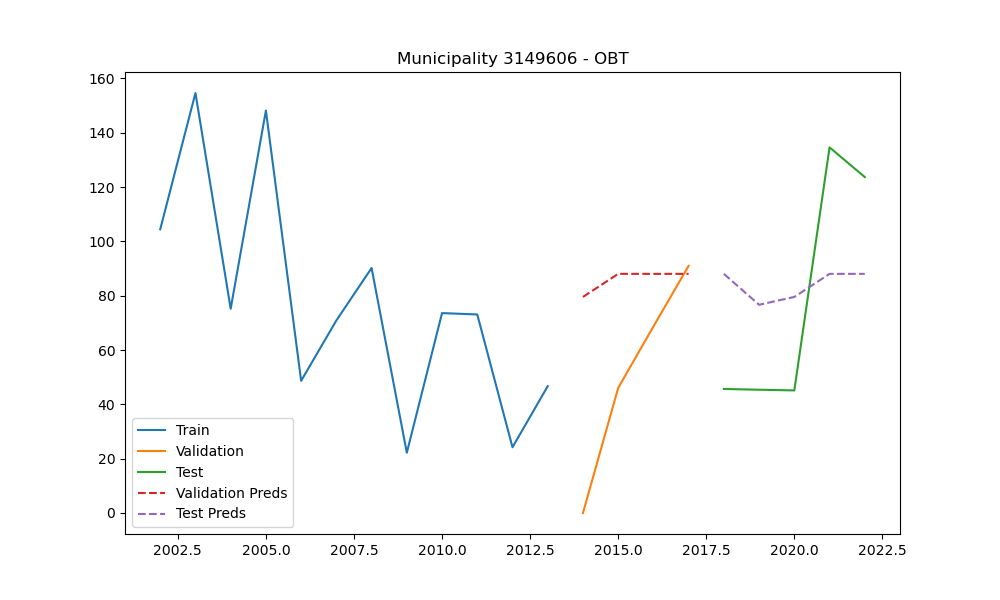 Municipality 3149606 - OBT
160
140
120
100
80
60
40
20
0
Train
Validation
Test
Validation Preds
Test Preds
2002.5 2005.0 2007.5 2010.0 2012.5 2015.0 2017.5 2020.0 2022.5